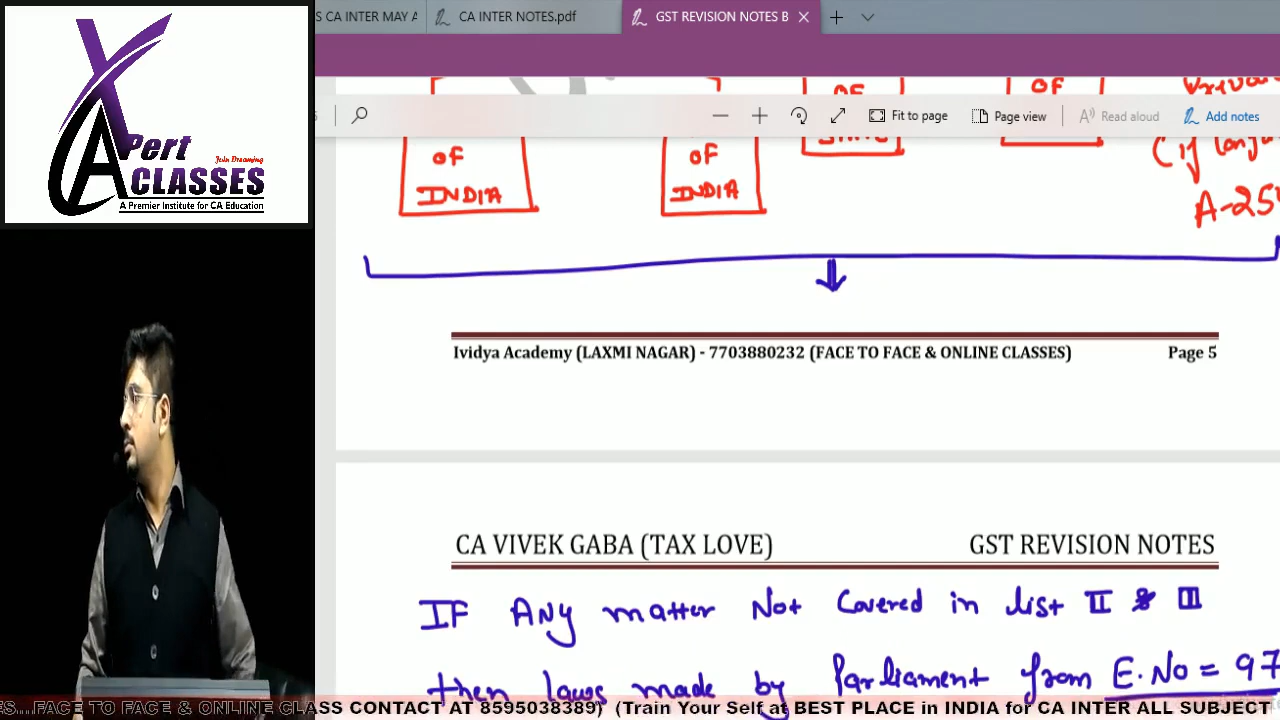 S CA INTER MAY A
CA INTER NOTES.pdf
GST REVISION NOTES B
Fit to page
Page view
Read aloud
Add notes
Pert
Join Dreaming
CLASSES
A Premier Institute for CA Education
OF
OF
OF
OF
INDIA
INDIA
A-25
Ividya Academy (LAXMI NAGAR) - 7703880232 (FACE TO FACE & ONLINE CLASSES)
Page 5
CA VIVEK GABA (TAX LOVE)
GST REVISION NOTES
IF Any matter Not Covered in list II & III
then laws made by Parliament from E.No = 97
ES...FACE TO FACE & ONLINE CLASS CONTACT AT 8595038389) (Train Your Self at BEST PLACE in INDIA for CA INTER ALL SUBJECT